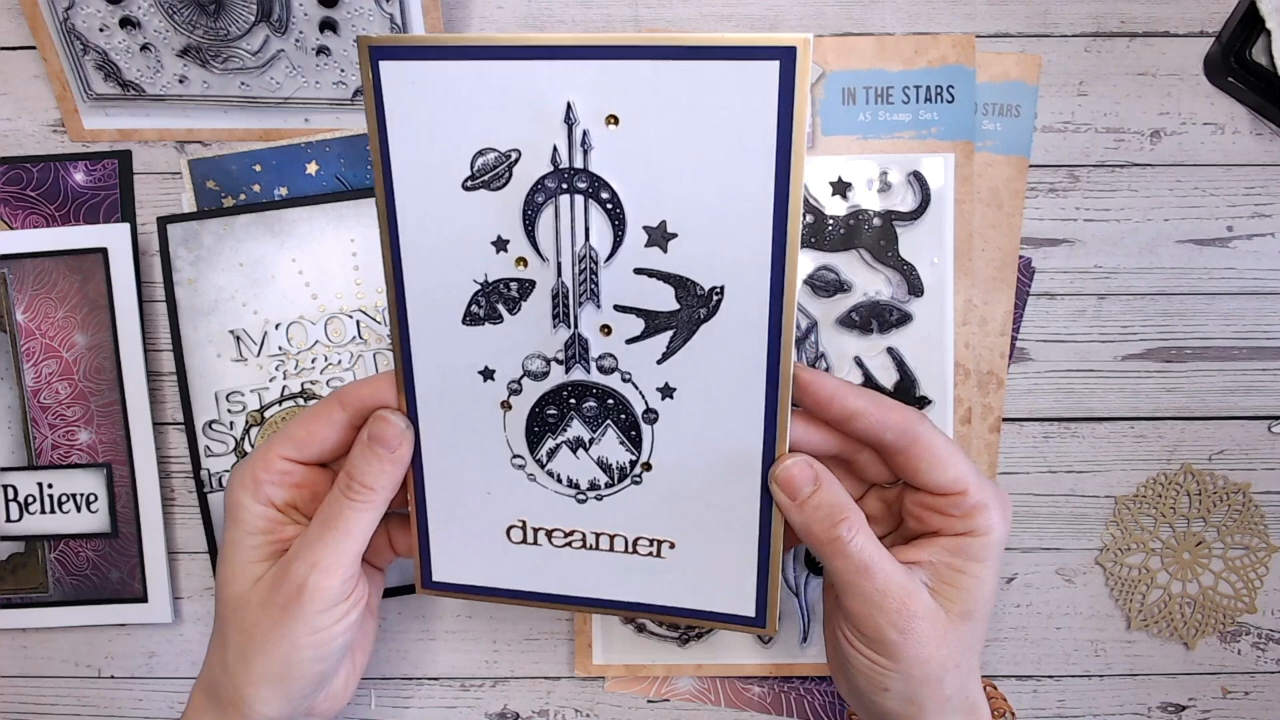 IN THE STARS
A5 Stamp Set
STARS
Set
MOON
STARS
Believe
dreamer